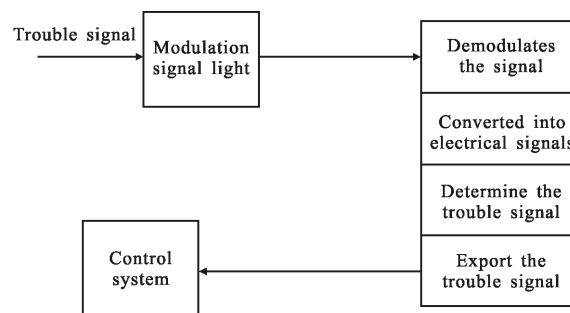 Trouble signal
Modulation
signal light
Demodulates
the signal
Converted into
electrical signals
Determine the
trouble signal
Export the
trouble signal
Control
system